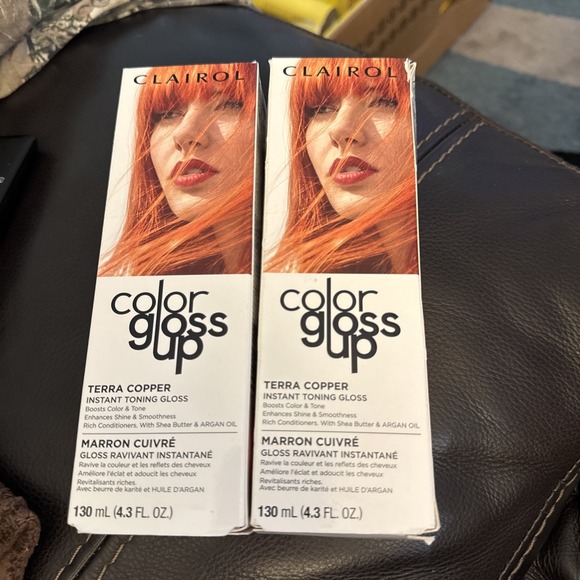 CLAIROL
color
gloss
up
TERRA COPPER
INSTANT TONING GLOSS
Boosts Color & Tone
Enhances Shine & Smoothness
Rich Conditioners. With Shea Butter & ARGAN OIL
MARRON CUIVRÉ
GLOSS RAVIVANT INSTANTANÉ
Ravive la couleur et les reflets des cheveux
Améliore l'éclat et adoucit les cheveux
Revitalisants riches.
Avec beurre de karité et HUILE D'ARGAN
130 mL (4.3 FL. OZ.)
CLAIROL
color
gloss
up
TERRA COPPER
INSTANT TONING GLOSS
Boosts Color & Tone
Enhances Shine & Smoothness
Rich Conditioners. With Shea Butter & ARGAN OIL
MARRON CUIVRÉ
GLOSS RAVIVANT INSTANTANÉ
Ravive la couleur et les reflets des cheveux
Améliore l'éclat et adoucit les cheveux
Revitalisants riches.
Avec beurre de karité et HUILE D'ARGAN
130 mL (4.3 FL. OZ.)